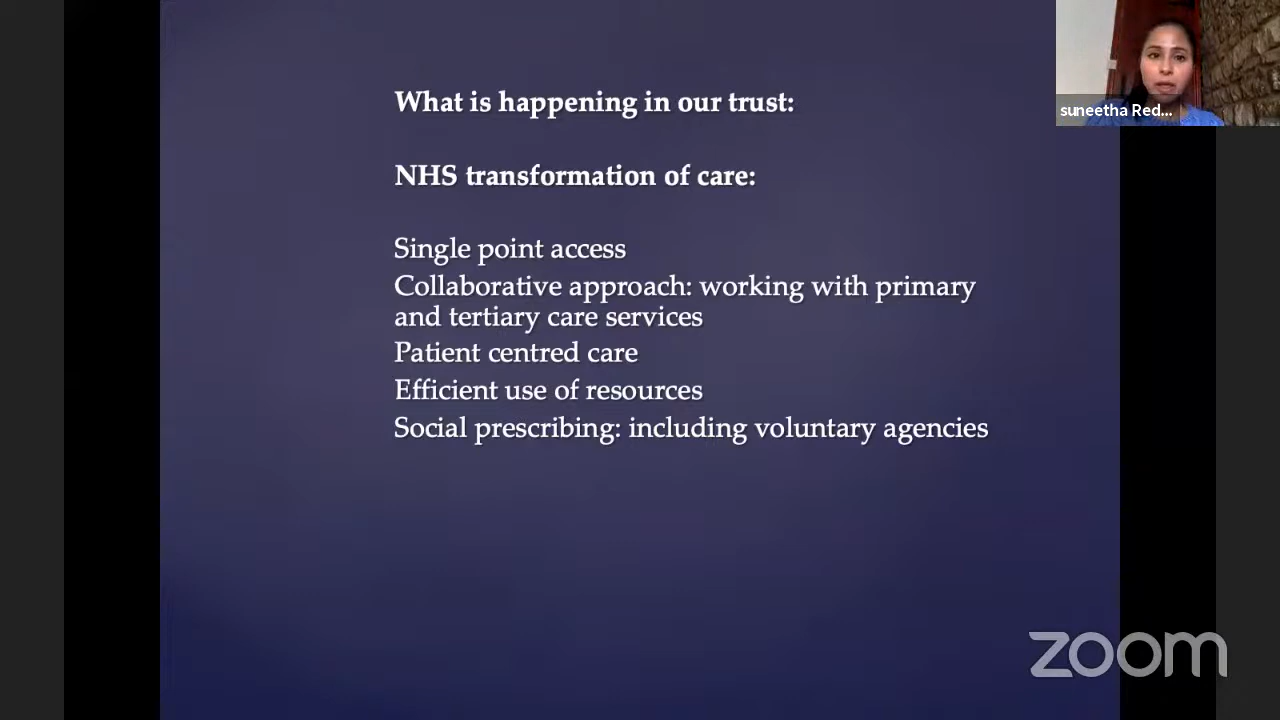 What is happening in our trust:
NHS transformation of care:
Single point access
Collaborative approach: working with primary
and tertiary care services
Patient centred care
Efficient use of resources
Social prescribing: including voluntary agencies
suneetha Red...
zoom